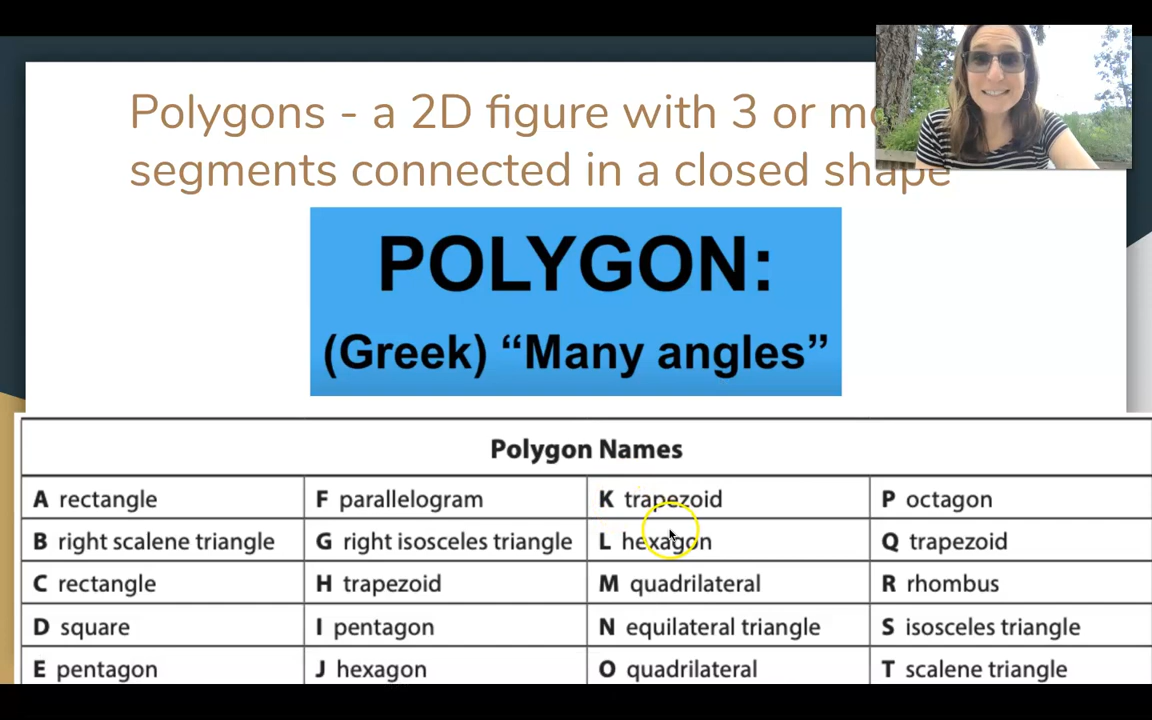 Polygons - a 2D figure with 3 or
segments connected in a closed shape
POLYGON:
(Greek) “Many angles”
Polygon Names
A rectangle F parallelogram K trapezoid P octagon
B right scalene triangle G right isosceles triangle L hexagon Q trapezoid
C rectangle H trapezoid M quadrilateral R rhombus
D square I pentagon N equilateral triangle S isosceles triangle
E pentagon J hexagon O quadrilateral T scalene triangle